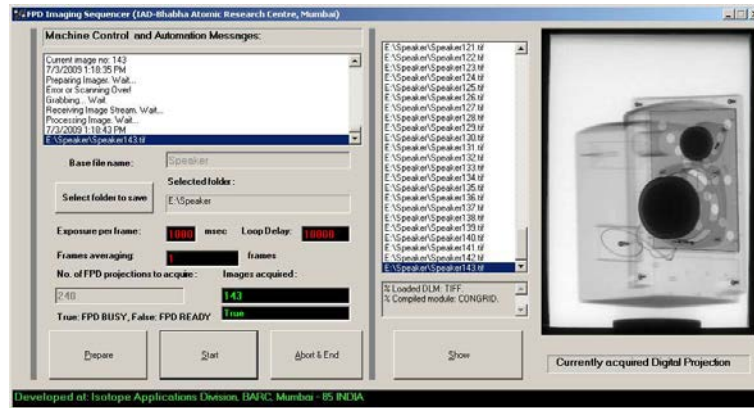 FPD Imaging Sequencer (IAD-Bhabha Atomic Research Centre, Mumbai)
Machine Control and Automation Messages:
Current image no: 143
7/3/2009 1:18:35 PM
Preparing Imager. Wait...
Error or Scanning Over!
Grabbing... Wait.
Receiving Image Stream. Wait...
Processing Image. Wait...
7/3/2009 1:18:43 PM
E:\Speaker\Speaker143.tif
Base file name:
Speaker
Selected folder:
Select folder to save
E:\Speaker
Exposure per frame:
1000
msec
Loop Delay:
10000
Frames averaging:
1
frames
No. of FPD projections to acquire:
Images acquired:
240
143
True: FPD BUSY, False: FPD READY
True
Prepare
Start
Abort & End
E:\Speaker\Speaker121.tif
E:\Speaker\Speaker122.tif
E:\Speaker\Speaker123.tif
E:\Speaker\Speaker124.tif
E:\Speaker\Speaker125.tif
E:\Speaker\Speaker126.tif
E:\Speaker\Speaker127.tif
E:\Speaker\Speaker128.tif
E:\Speaker\Speaker129.tif
E:\Speaker\Speaker130.tif
E:\Speaker\Speaker131.tif
E:\Speaker\Speaker132.tif
E:\Speaker\Speaker133.tif
E:\Speaker\Speaker134.tif
E:\Speaker\Speaker135.tif
E:\Speaker\Speaker136.tif
E:\Speaker\Speaker137.tif
E:\Speaker\Speaker138.tif
E:\Speaker\Speaker139.tif
E:\Speaker\Speaker140.tif
E:\Speaker\Speaker141.tif
E:\Speaker\Speaker142.tif
E:\Speaker\Speaker143.tif
% Loaded DLM: TIFF.
% Compiled module: CONGRID.
Show
Currently acquired Digital Projection
Developed at: Isotope Applications Division, BARC, Mumbai - 85 INDIA